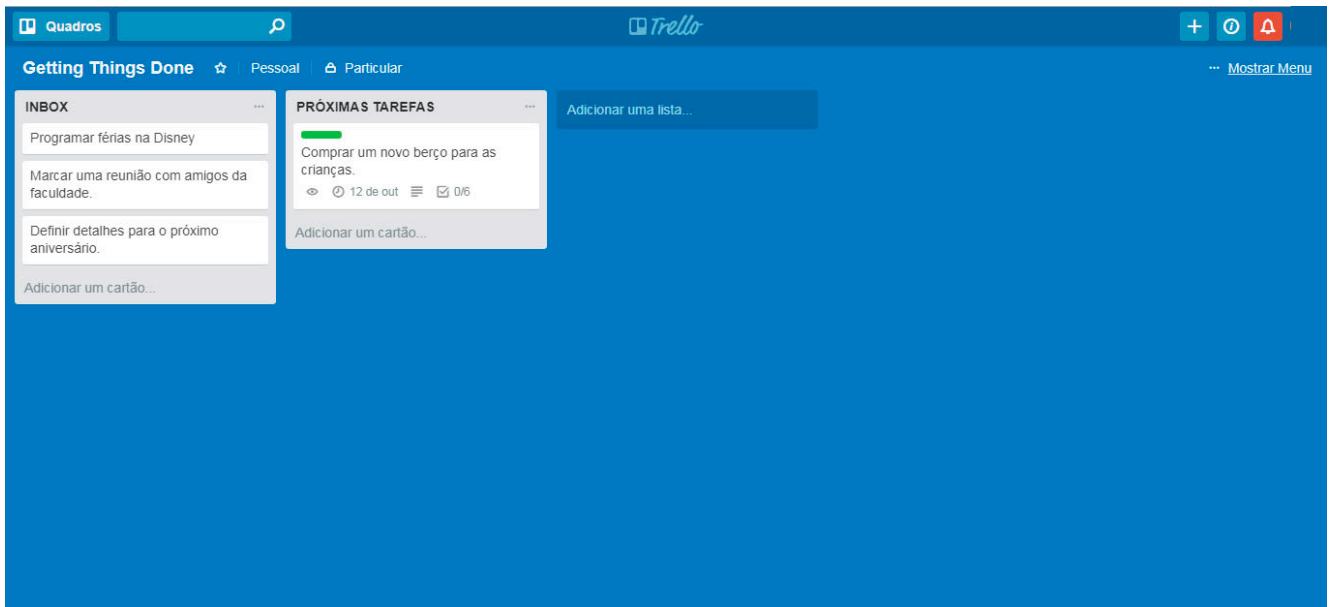 Quadros
Trello
Getting Things Done
Pessoal
Particular
... Mostrar Menu
INBOX
...
Programar férias na Disney
Marcar uma reunião com amigos da
faculdade.
Definir detalhes para o próximo
aniversário.
Adicionar um cartão...
PRÓXIMAS TAREFAS
...
Comprar um novo berço para as
crianças.
12 de out
0/6
Adicionar um cartão...
Adicionar uma lista...